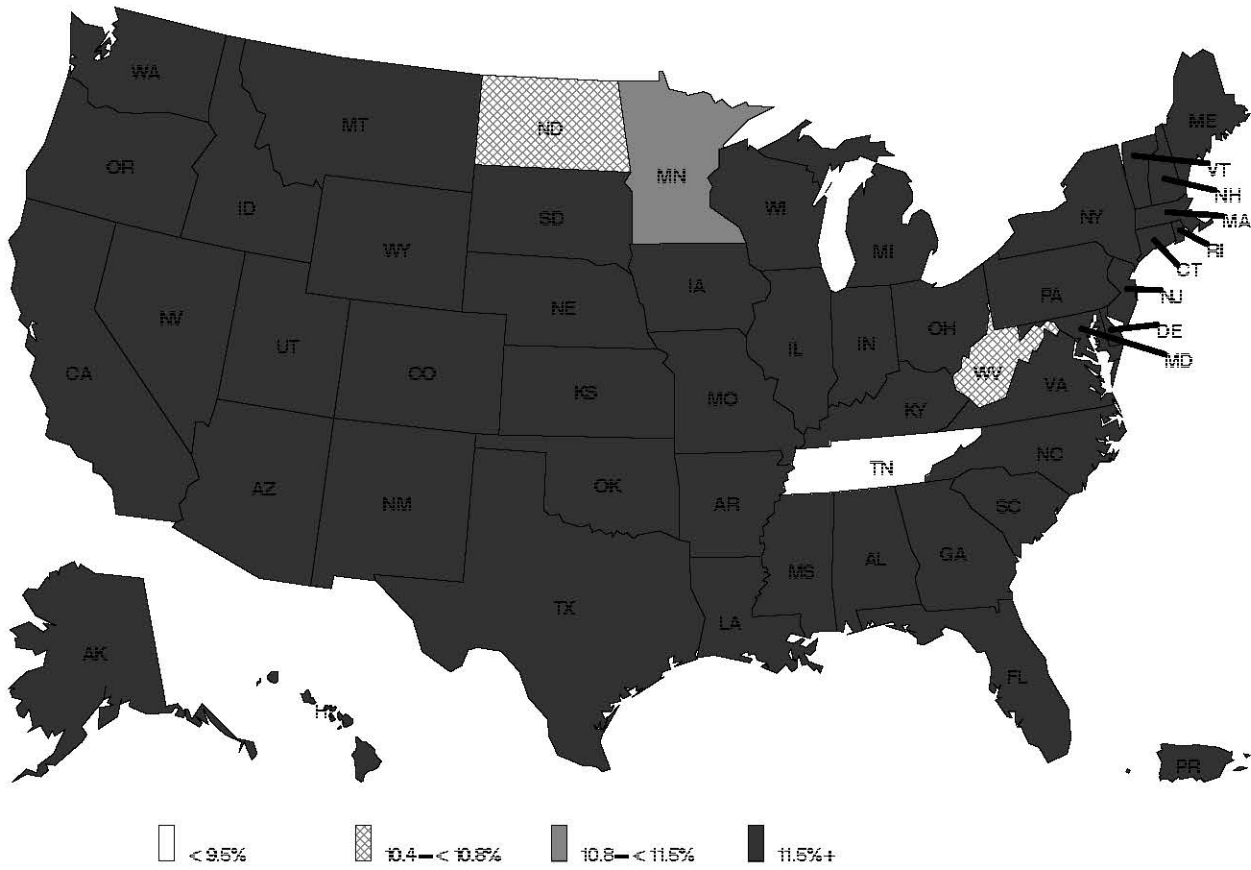 WA
MT
ND
ME
OR
MN
VT
ID
SD
WI
NH
NY
MA
WY
MI
RI
CT
IA
PA
NJ
NE
NV
OH
DE
UT
IL
IN
MD
CA
CO
WV
VA
KS
MO
KY
TN
NC
AZ
OK
NM
AR
SC
GA
MS
AL
TX
LA
AK
FL
H
PR
< 9.5%
10.4-< 10.8%
10.8-< 11.5%
11.5%+